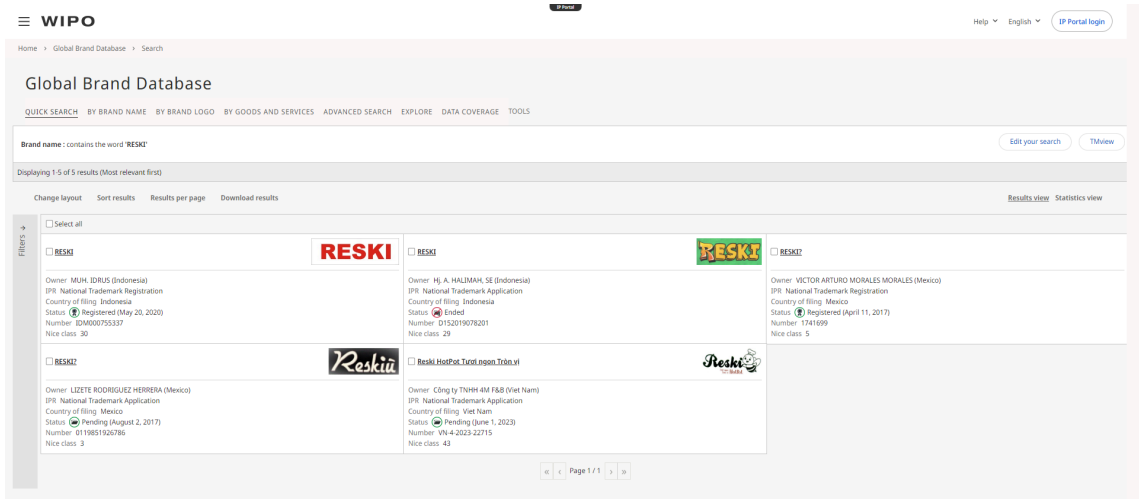 IP Portal
WIPO
Help English IP Portal login
Home > Global Brand Database > Search
Global Brand Database
QUICK SEARCH BY BRAND NAME BY BRAND LOGO BY GOODS AND SERVICES ADVANCED SEARCH EXPLORE DATA COVERAGE TOOLS
Brand name : contains the word 'RESKI'
Edit your search TMview
Displaying 1-5 of 5 results (Most relevant first)
Change layout Sort results Results per page Download results
Results view Statistics view
Filters
Select all
RESKI
RESKI
Owner MUH. IDRUS (Indonesia)
IPR National Trademark Registration
Country of filing Indonesia
Status Registered (May 20, 2020)
Number IDM000755337
Nice class 30
RESKI
RESKI
Owner Hj. A. HALIMAH, SE (Indonesia)
IPR National Trademark Application
Country of filing Indonesia
Status Ended
Number D152019078201
Nice class 29
RESKI?
Owner VICTOR ARTURO MORALES MORALES (Mexico)
IPR National Trademark Registration
Country of filing Mexico
Status Registered (April 11, 2017)
Number 1741699
Nice class 5
RESKI?
Reskiù
Owner LIZETE RODRIGUEZ HERRERA (Mexico)
IPR National Trademark Application
Country of filing Mexico
Status Pending (August 2, 2017)
Number 0119851926786
Nice class 3
Reski HotPot Tươi ngon Tròn vị
Reski
Owner Công ty TNHH 4M F&B (Viet Nam)
IPR National Trademark Application
Country of filing Viet Nam
Status Pending (June 1, 2023)
Number VN-4-2023-22715
Nice class 43
« ‹ Page 1 / 1 › »